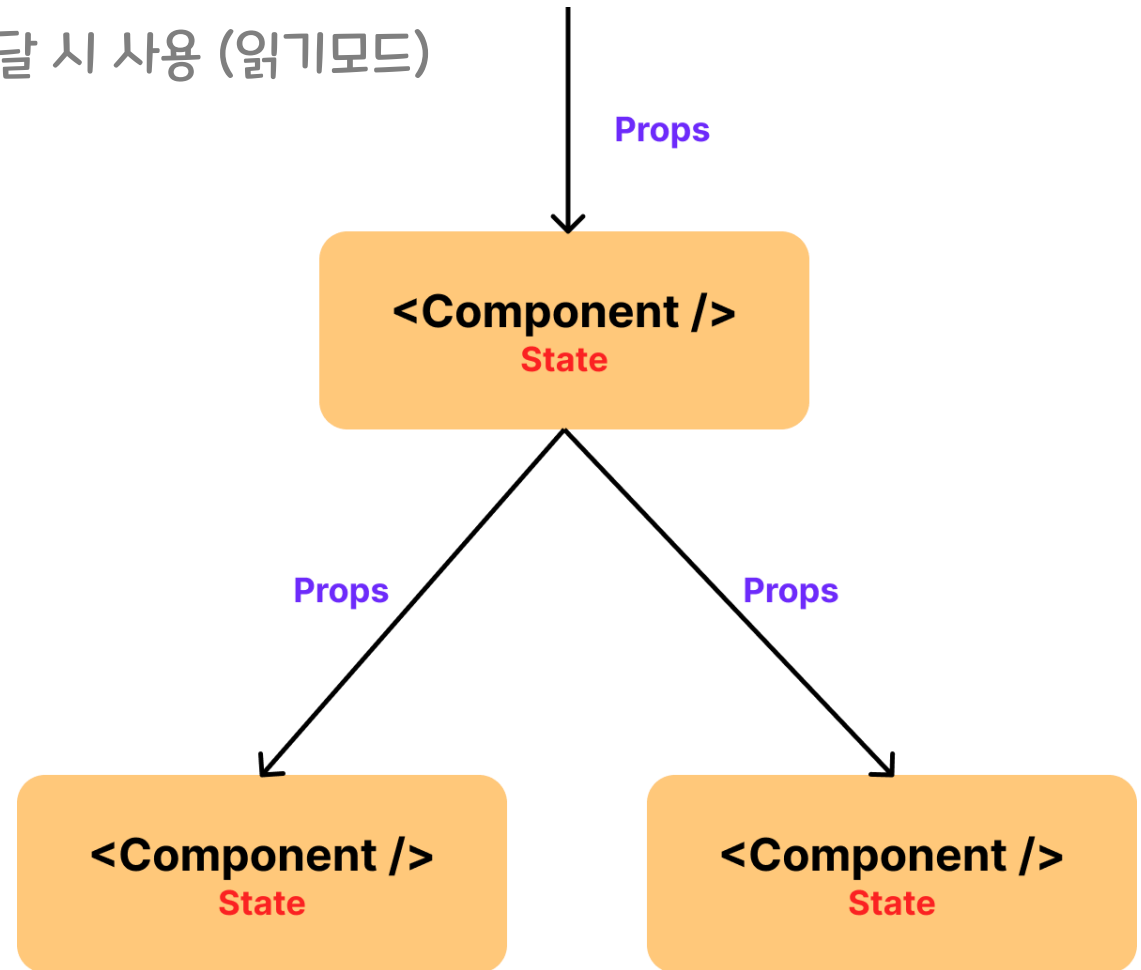 달 시 사용 (읽기모드)
Props
<Component />
State
Props
Props
<Component />
State
<Component />
State